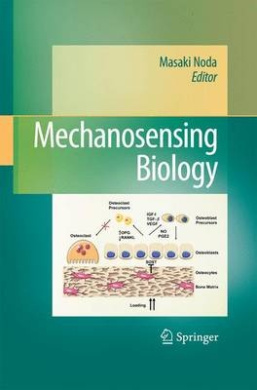 Masaki Noda
Editor
Mechanosensing
Biology
Osteoclast
Precursors
IGF-I
TGF-β
VEGF
Osteoblast
Precursors
Osteoclast
OPG
RANKL
NO
PGE2
Osteoblasts
SOST
Osteocytes
Bone Matrix
Loading
Springer